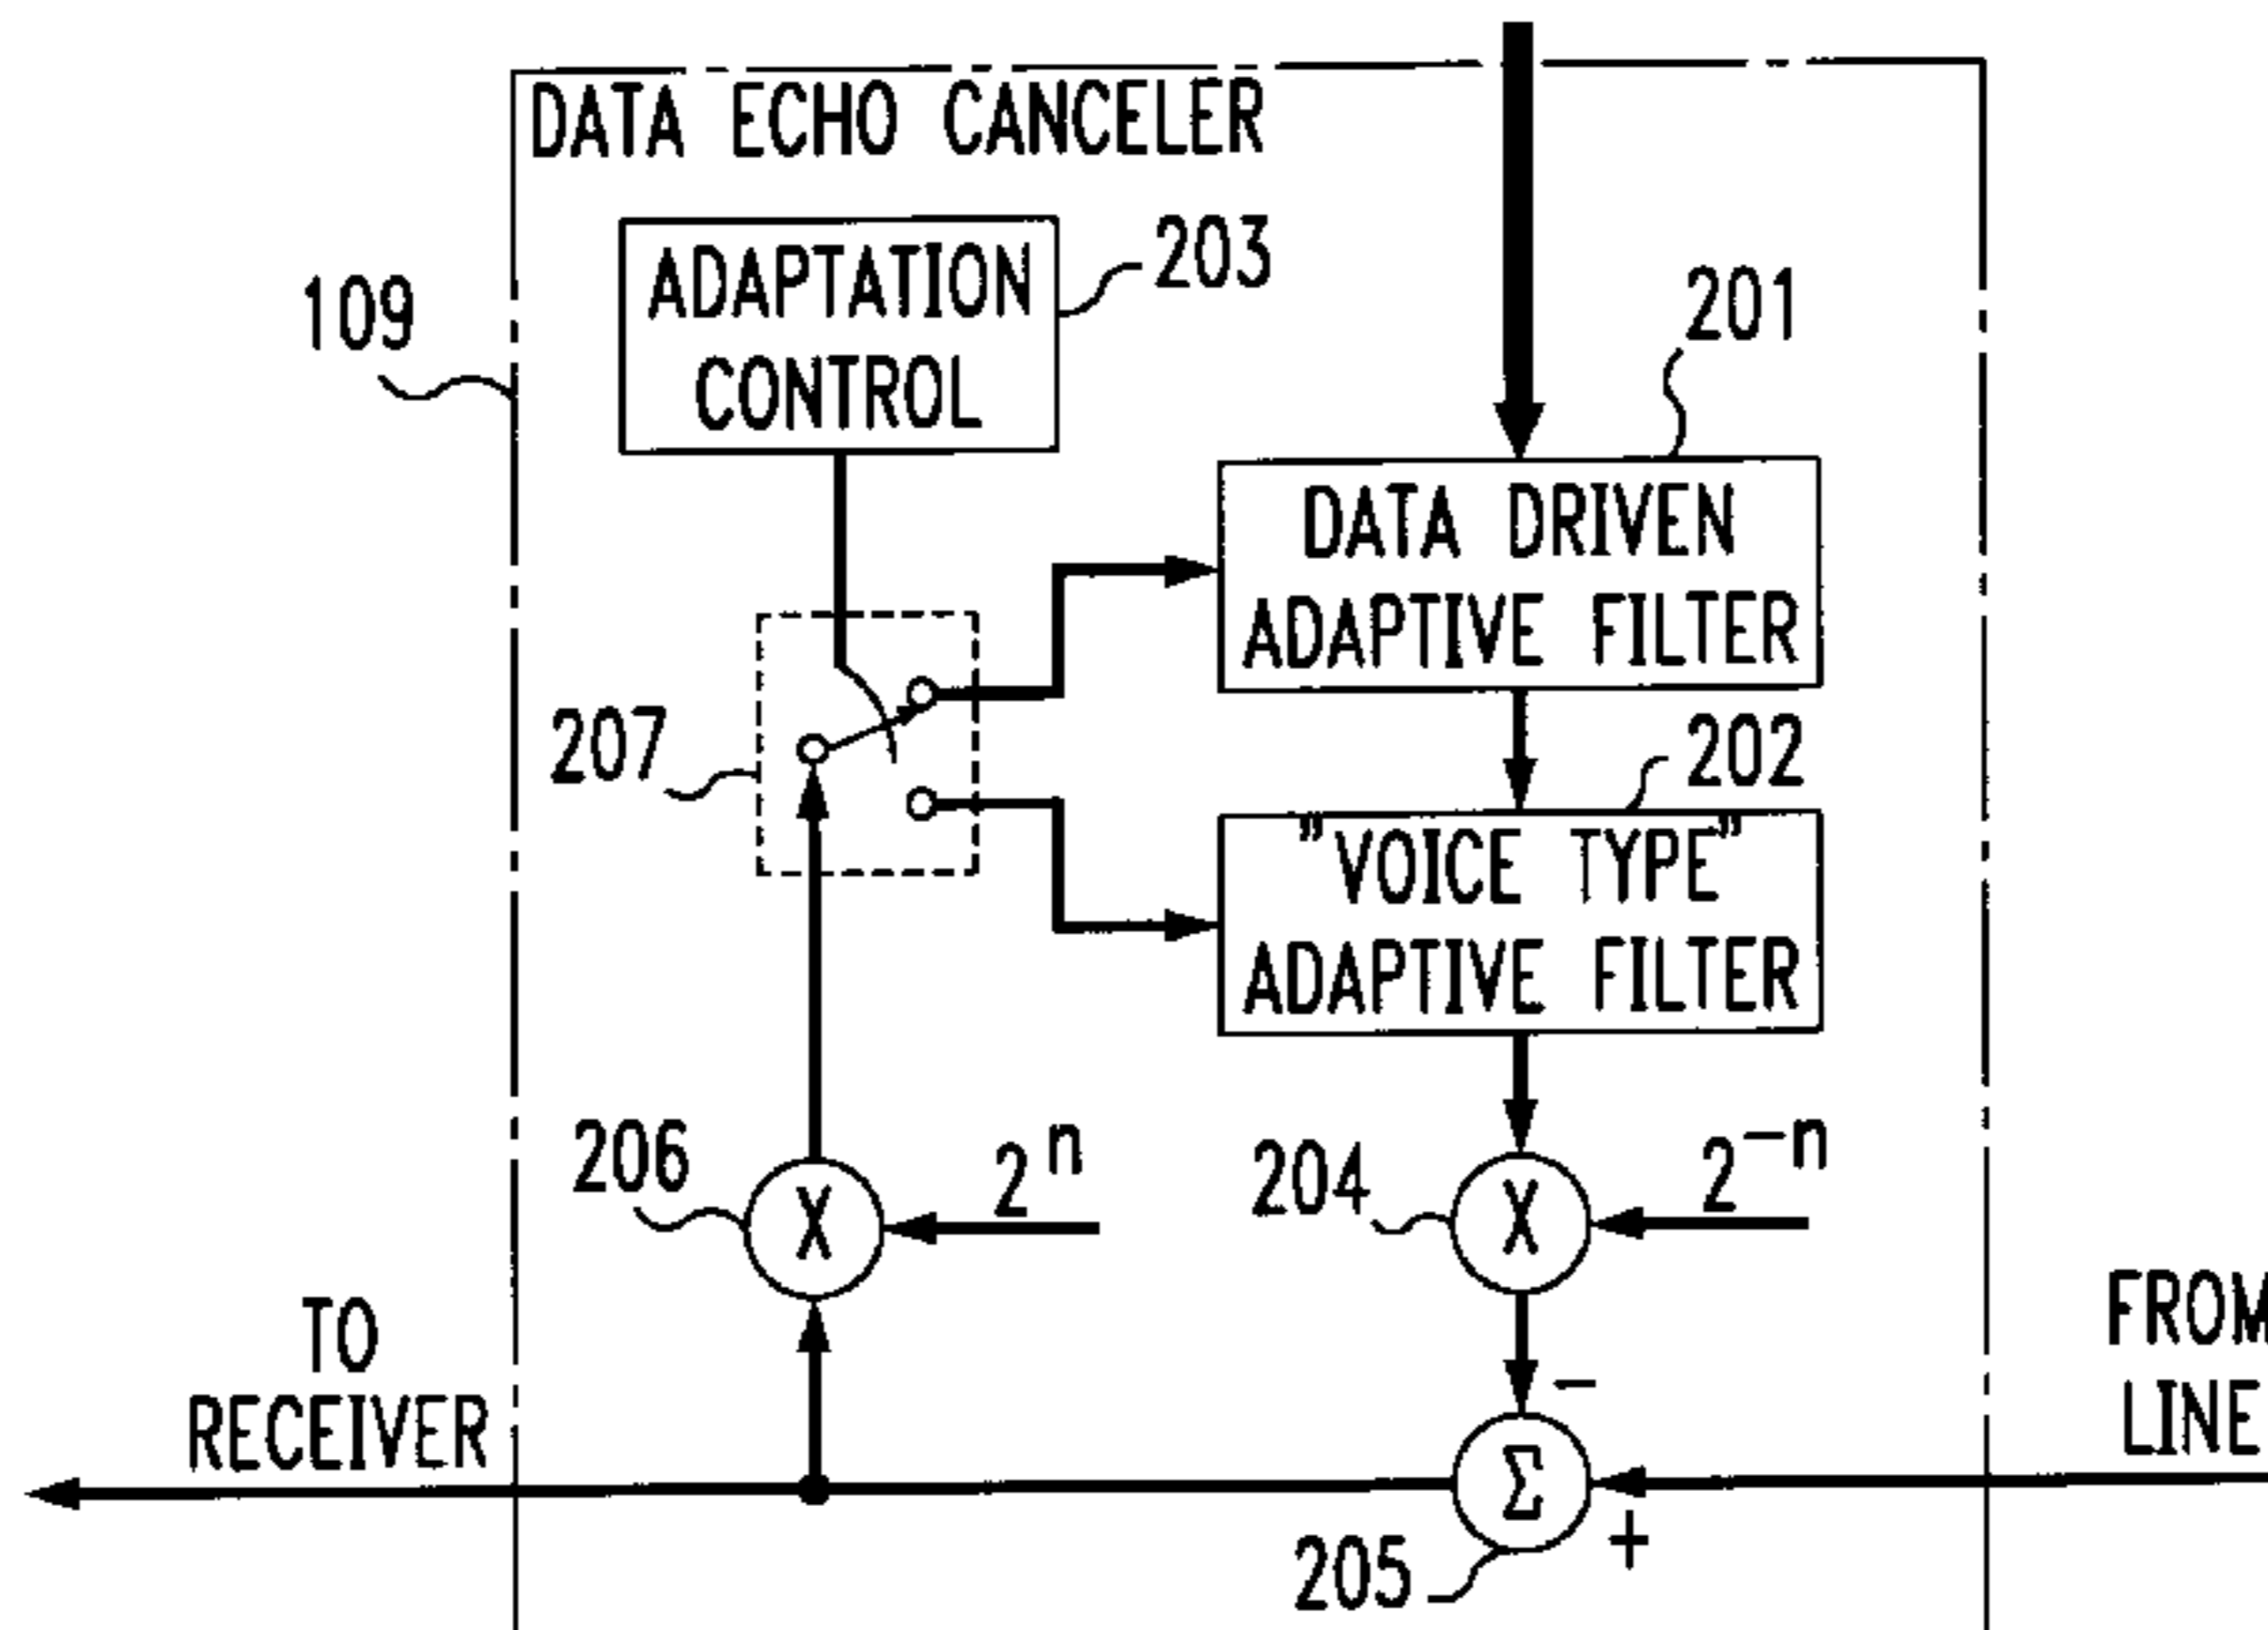 DATA ECHO CANCELER
ADAPTATION
CONTROL
203
109
201
DATA DRIVEN
ADAPTIVE FILTER
207
202
"VOICE TYPE"
ADAPTIVE FILTER
206
X
2^n
204
X
2^-n
TO
RECEIVER
-
Σ
+
205
FROM
LINE